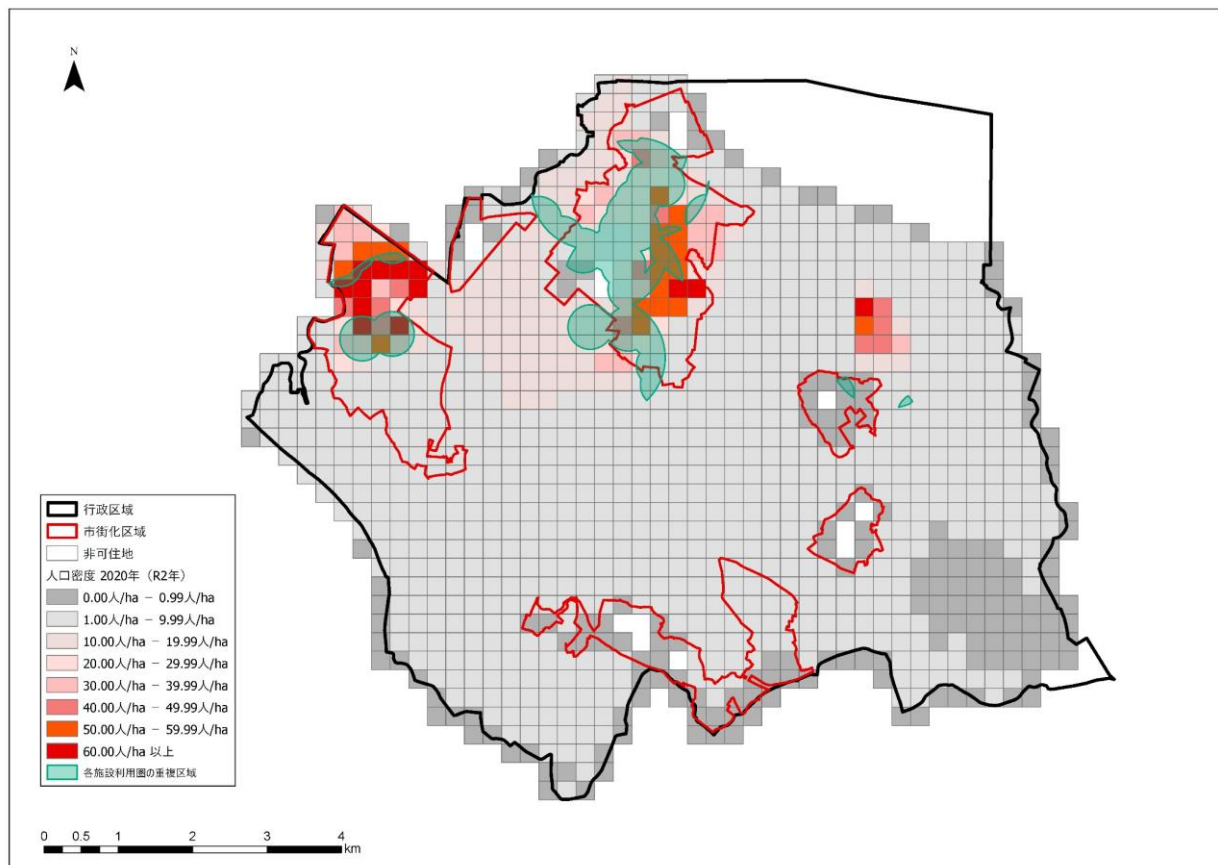 N
行政区域
市街化区域
非可住地
人口密度 2020年（R2年）
0.00人/ha － 0.99人/ha
1.00人/ha － 9.99人/ha
10.00人/ha － 19.99人/ha
20.00人/ha － 29.99人/ha
30.00人/ha － 39.99人/ha
40.00人/ha － 49.99人/ha
50.00人/ha － 59.99人/ha
60.00人/ha 以上
各施設利用圏の重複区域
0 0.5 1 2 3 4
km